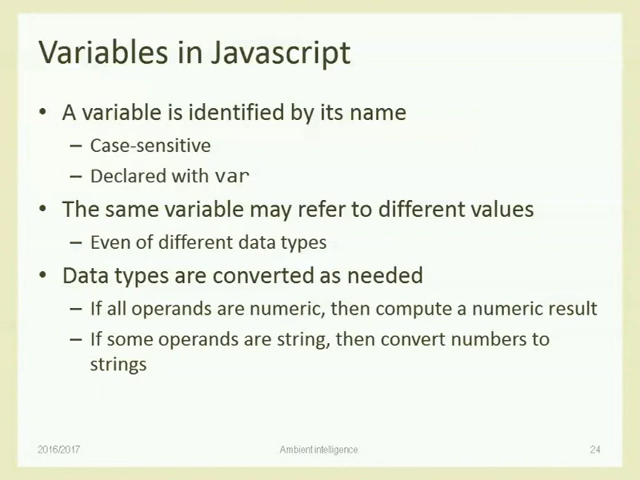 Variables in Javascript
• A variable is identified by its name
– Case-sensitive
– Declared with var
• The same variable may refer to different values
– Even of different data types
• Data types are converted as needed
– If all operands are numeric, then compute a numeric result
– If some operands are string, then convert numbers to
strings
2016/2017 Ambient intelligence 24